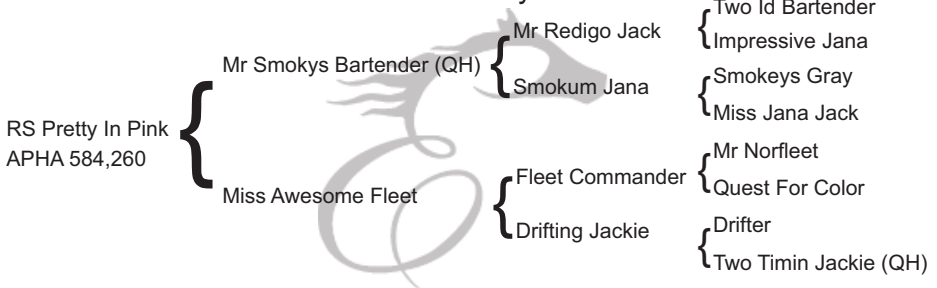 Two Id Bartender
Mr Redigo Jack
Impressive Jana
Mr Smokys Bartender (QH)
Smokeys Gray
Smokum Jana
Miss Jana Jack
RS Pretty In Pink
APHA 584,260
Mr Norfleet
Fleet Commander
Quest For Color
Miss Awesome Fleet
Drifter
Drifting Jackie
Two Timin Jackie (QH)